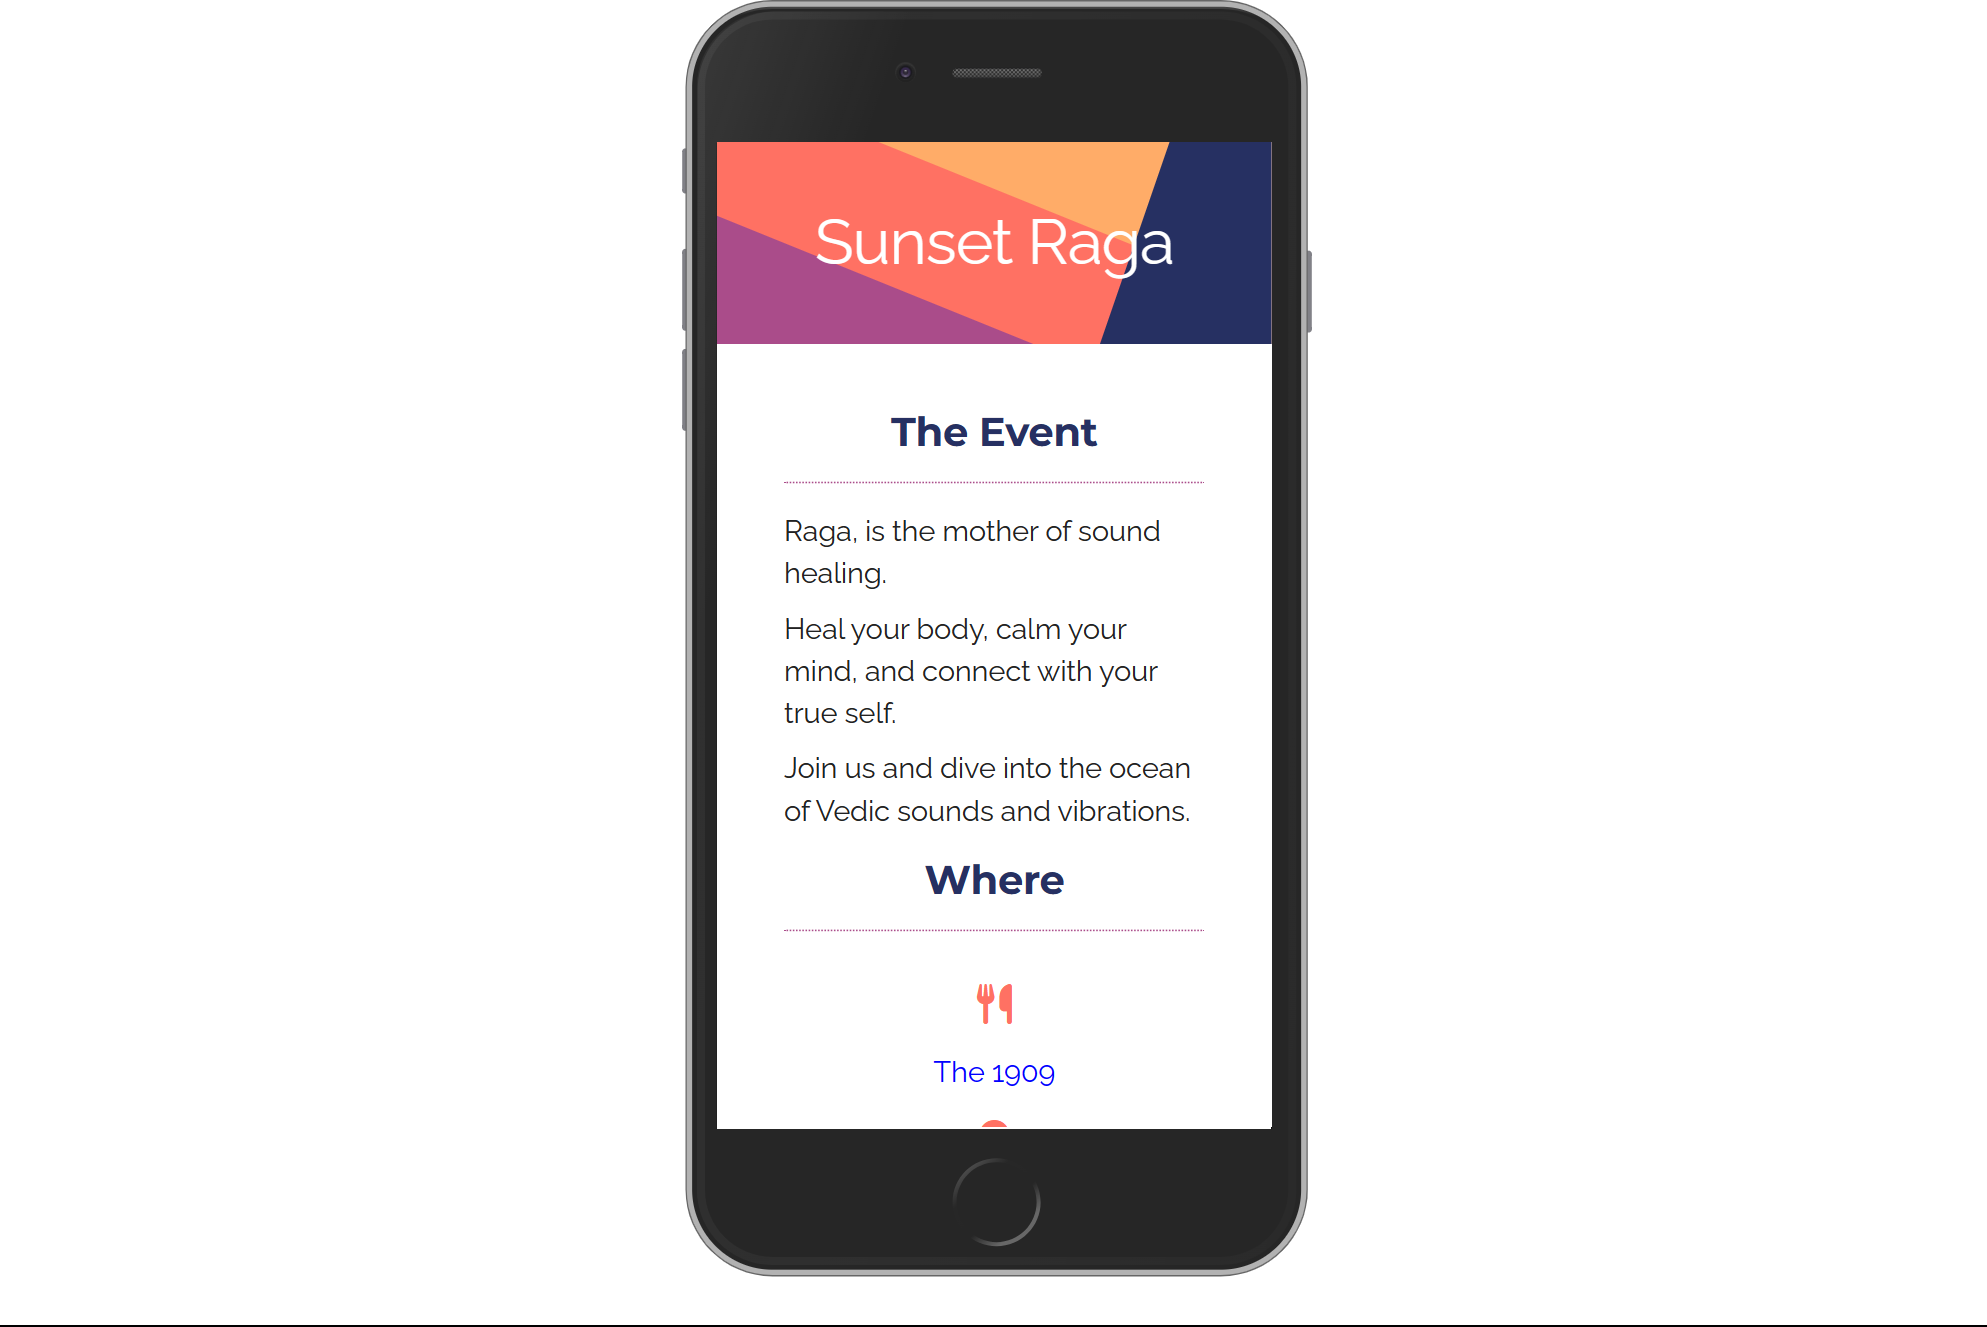 Sunset Raga
The Event
Raga, is the mother of sound
healing.
Heal your body, calm your
mind, and connect with your
true self.
Join us and dive into the ocean
of Vedic sounds and vibrations.
Where
The 1909